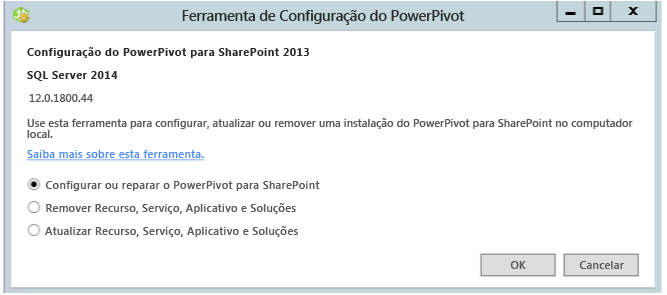 Ferramenta de Configuração do PowerPivot
Configuração do PowerPivot para SharePoint 2013
SQL Server 2014
12.0.1800.44
Use esta ferramenta para configurar, atualizar ou remover uma instalação do PowerPivot para SharePoint no computador
local.
Saiba mais sobre esta ferramenta.
Configurar ou reparar o PowerPivot para SharePoint
Remover Recurso, Serviço, Aplicativo e Soluções
Atualizar Recurso, Serviço, Aplicativo e Soluções
OK Cancelar